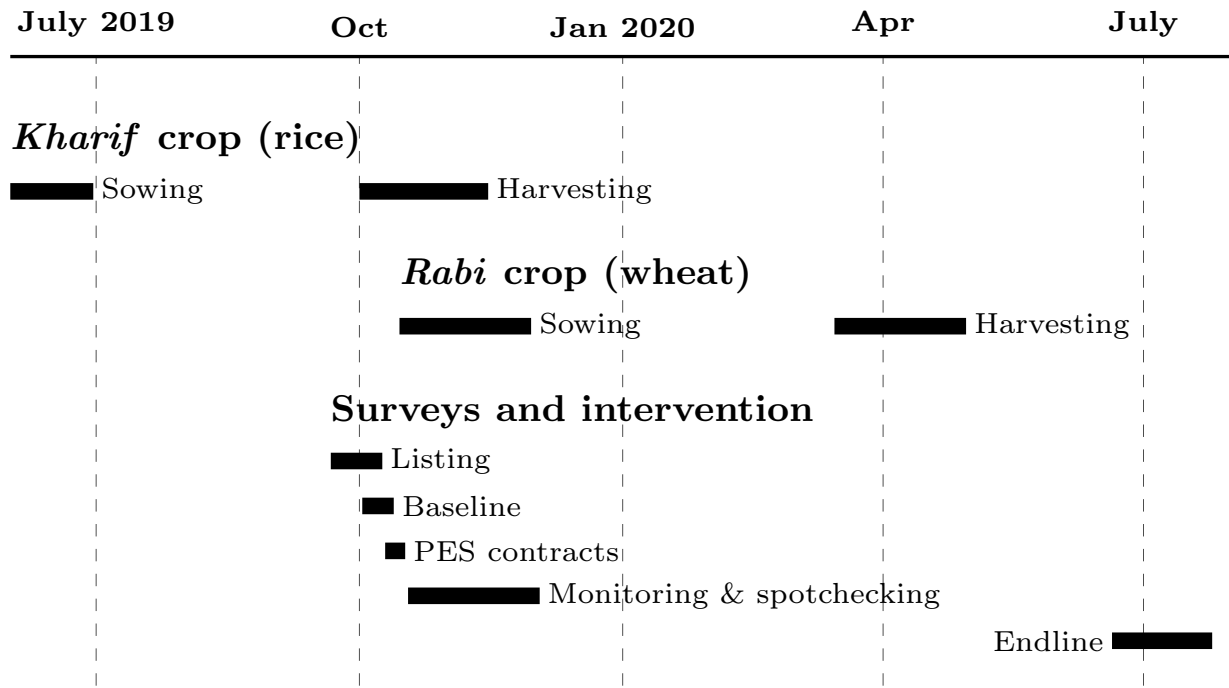 July 2019 Oct Jan 2020 Apr July
Kharif crop (rice)
Sowing Harvesting
Rabi crop (wheat)
Sowing Harvesting
Surveys and intervention
Listing
Baseline
PES contracts
Monitoring & spotchecking
Endline